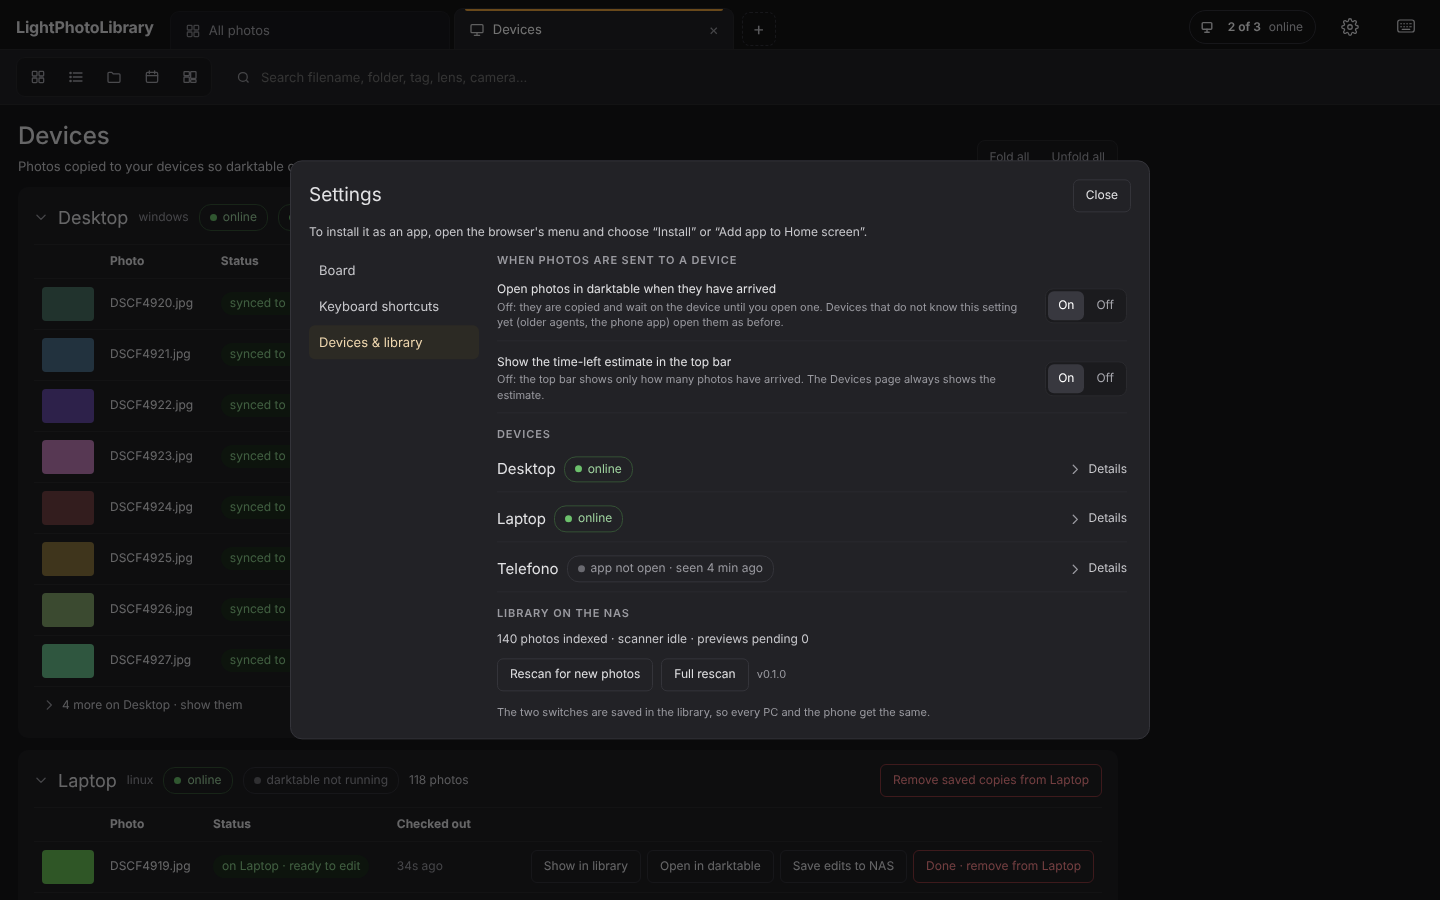 LightPhotoLibrary
All photos
Devices
×
+
2 of 3 online
Search filename, folder, tag, lens, camera...
Devices
Photos copied to your devices so darktable
Fold all
Unfold all
Settings
Close
To install it as an app, open the browser's menu and choose “Install” or “Add app to Home screen”.
Board
Keyboard shortcuts
Devices & library
WHEN PHOTOS ARE SENT TO A DEVICE
Open photos in darktable when they have arrived
Off: they are copied and wait on the device until you open one. Devices that do not know this setting
yet (older agents, the phone app) open them as before.
On
Off
Show the time-left estimate in the top bar
Off: the top bar shows only how many photos have arrived. The Devices page always shows the
estimate.
On
Off
DEVICES
Desktop
online
Details
Laptop
online
Details
Telefono
app not open · seen 4 min ago
Details
LIBRARY ON THE NAS
140 photos indexed · scanner idle · previews pending 0
Rescan for new photos
Full rescan
v0.1.0
The two switches are saved in the library, so every PC and the phone get the same.
Desktop
windows
online
Photo
Status
DSCF4920.jpg
synced to
DSCF4921.jpg
synced to
DSCF4922.jpg
synced to
DSCF4923.jpg
synced to
DSCF4924.jpg
synced to
DSCF4925.jpg
synced to
DSCF4926.jpg
synced to
DSCF4927.jpg
synced to
4 more on Desktop · show them
Laptop
linux
online
darktable not running
118 photos
Remove saved copies from Laptop
Photo
Status
Checked out
DSCF4919.jpg
on Laptop · ready to edit
34s ago
Show in library
Open in darktable
Save edits to NAS
Done · remove from Laptop